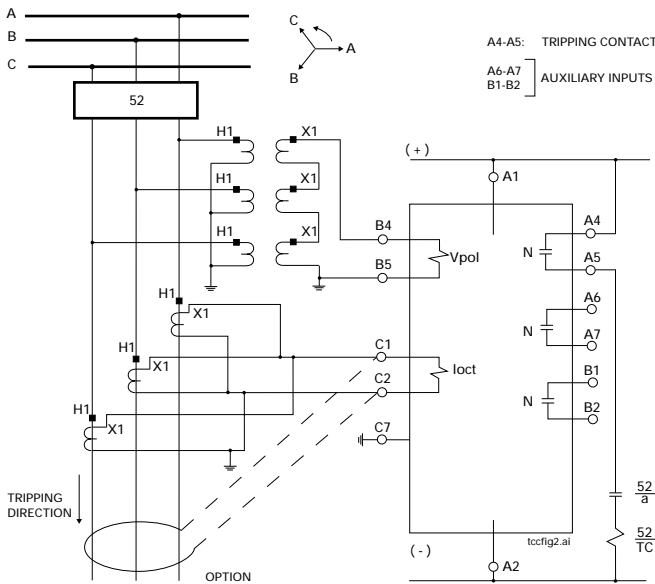 A
B
C
C
A
B
A4-A5: TRIPPING CONTACT
A6-A7
B1-B2
AUXILIARY INPUTS
52
H1
X1
H1
X1
H1
X1
(+)
A1
B4
B5
Vpol
A4
N
A5
A6
N
A7
B1
N
B2
H1
X1
H1
X1
H1
X1
C1
C2
Ioct
C7
TRIPPING
DIRECTION
OPTION
(-)
tccfig2.ai
A2
52
a
52
TC